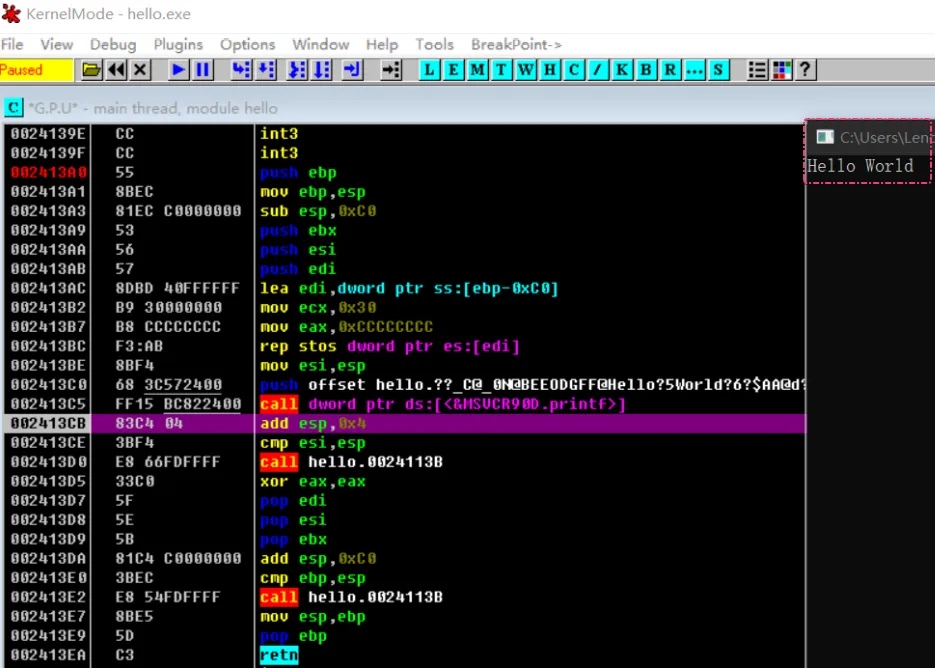 KernelMode - hello.exe
File View Debug Plugins Options Window Help Tools BreakPoint->
Paused L E M T W H C / K B R ... S ?
C *G.P.U* - main thread, module hello
0024139E CC int3
0024139F CC int3
002413A0 55 push ebp
002413A1 8BEC mov ebp,esp
002413A3 81EC C0000000 sub esp,0xC0
002413A9 53 push ebx
002413AA 56 push esi
002413AB 57 push edi
002413AC 8DBD 40FFFFFF lea edi,dword ptr ss:[ebp-0xC0]
002413B2 B9 30000000 mov ecx,0x30
002413B7 B8 CCCCCCCC mov eax,0xCCCCCCCC
002413BC F3:AB rep stos dword ptr es:[edi]
002413BE 8BF4 mov esi,esp
002413C0 68 3C572400 push offset hello.??_C@_0N@BEEODGFF@Hello?5World?6?$AA@d?
002413C5 FF15 BC822400 call dword ptr ds:[<&MSVCR90D.printf>]
002413CB 83C4 04 add esp,0x4
002413CE 3BF4 cmp esi,esp
002413D0 E8 66FDFFFF call hello.0024113B
002413D5 33C0 xor eax,eax
002413D7 5F pop edi
002413D8 5E pop esi
002413D9 5B pop ebx
002413DA 81C4 C0000000 add esp,0xC0
002413E0 3BEC cmp ebp,esp
002413E2 E8 54FDFFFF call hello.0024113B
002413E7 8BE5 mov esp,ebp
002413E9 5D pop ebp
002413EA C3 retn
C:\Users\Len
Hello World